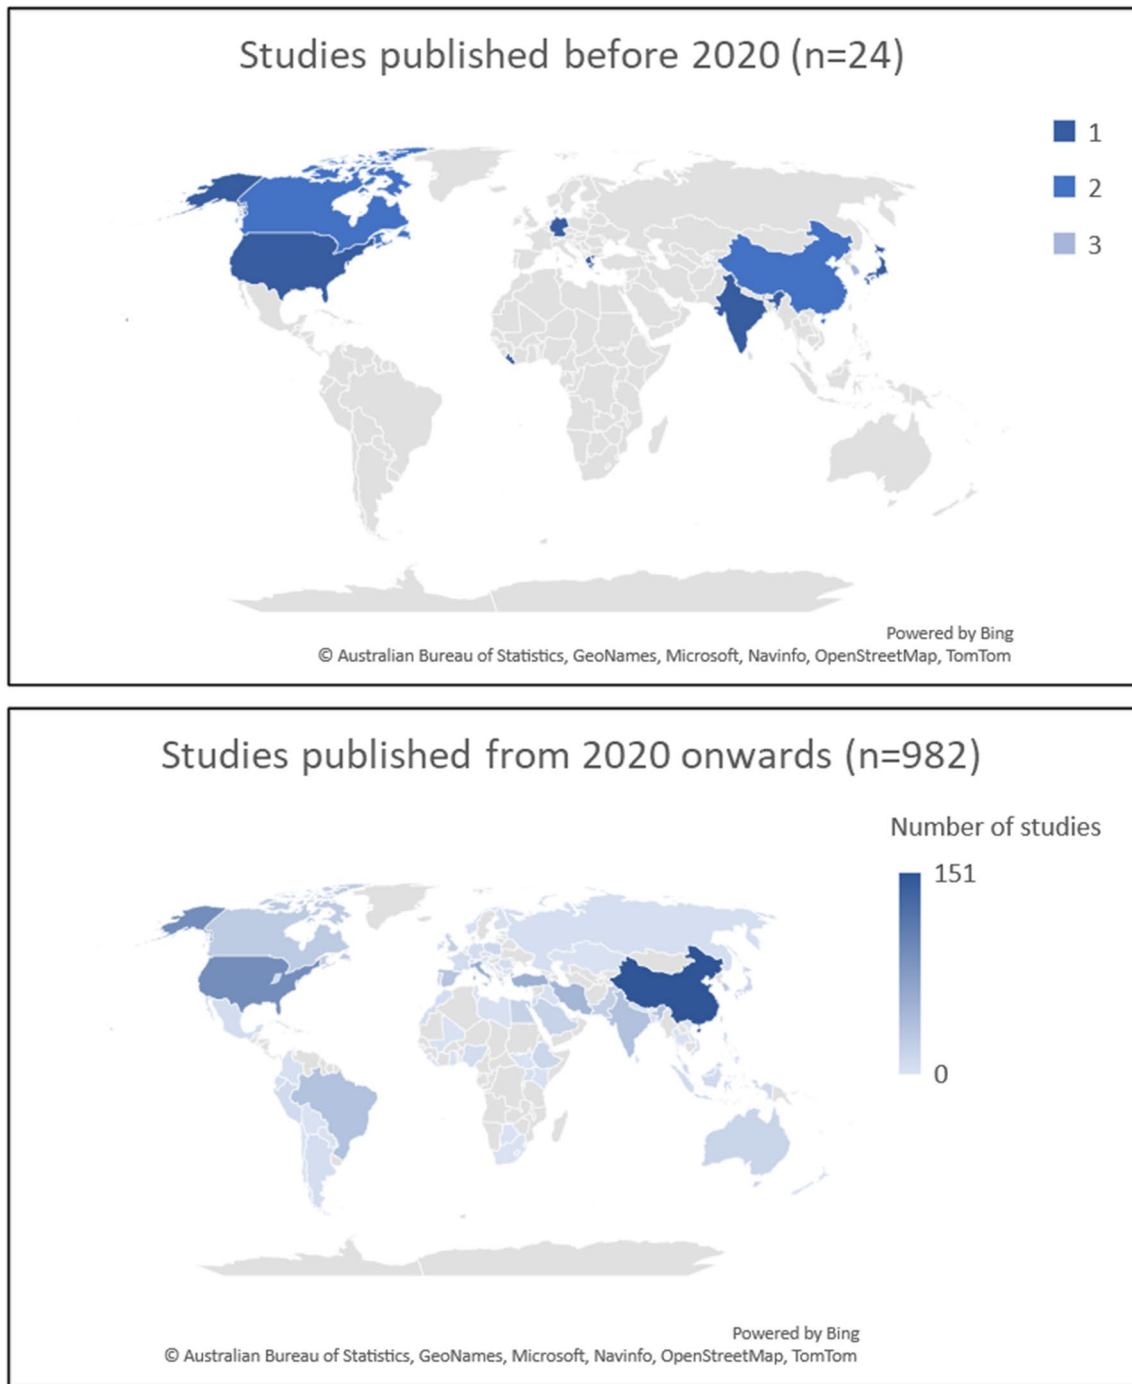 Studies published before 2020 (n=24)
1
2
3
Powered by Bing
© Australian Bureau of Statistics, GeoNames, Microsoft, Navinfo, OpenStreetMap, TomTom
Studies published from 2020 onwards (n=982)
Number of studies
151
0
Powered by Bing
© Australian Bureau of Statistics, GeoNames, Microsoft, Navinfo, OpenStreetMap, TomTom